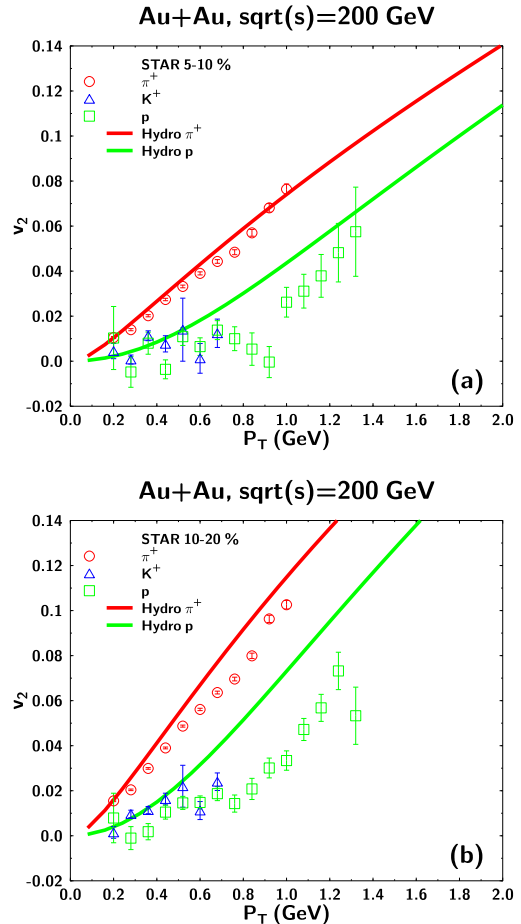 Au+Au, sqrt(s)=200 GeV
0.14
0.12
0.10
0.08
0.06
0.04
0.02
0.0
-0.02
v2
STAR 5-10 %
π+
K+
p
Hydro π+
Hydro p
(a)
0.0 0.2 0.4 0.6 0.8 1.0 1.2 1.4 1.6 1.8 2.0
PT (GeV)
Au+Au, sqrt(s)=200 GeV
0.14
0.12
0.10
0.08
0.06
0.04
0.02
0.0
-0.02
v2
STAR 10-20 %
π+
K+
p
Hydro π+
Hydro p
(b)
0.0 0.2 0.4 0.6 0.8 1.0 1.2 1.4 1.6 1.8 2.0
PT (GeV)